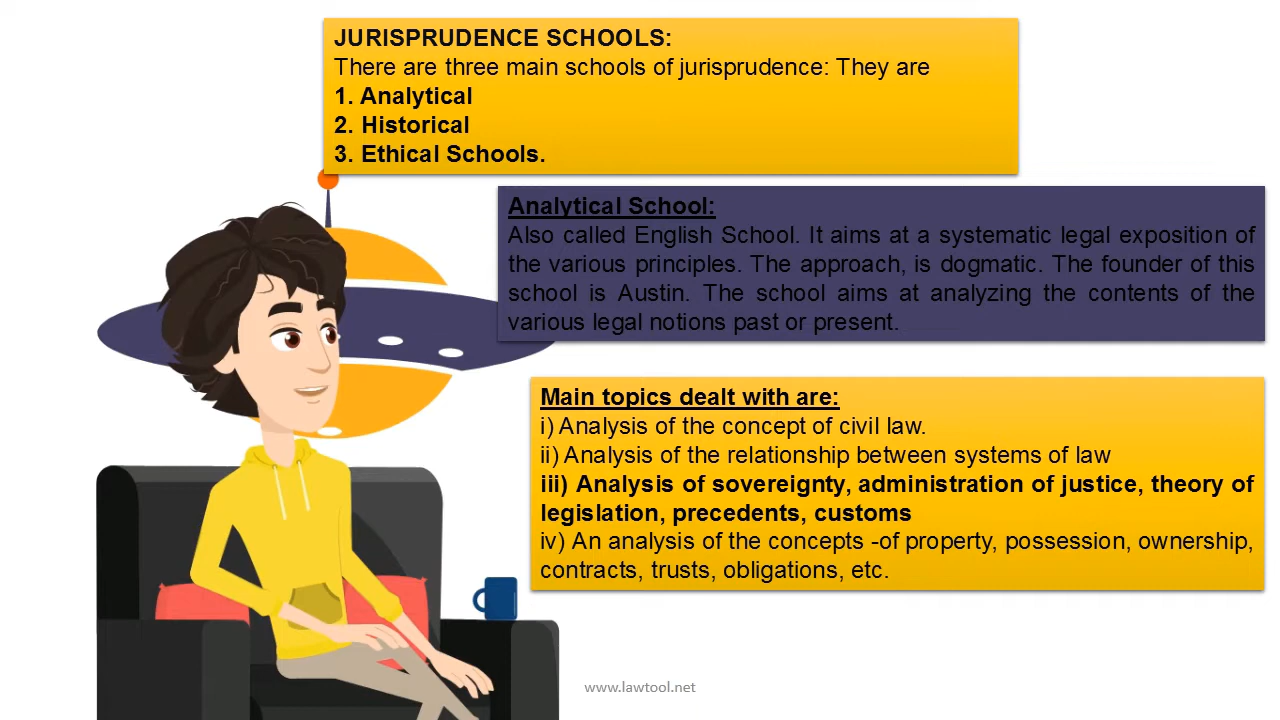 JURISPRUDENCE SCHOOLS:
There are three main schools of jurisprudence: They are
1. Analytical
2. Historical
3. Ethical Schools.
Analytical School:
Also called English School. It aims at a systematic legal exposition of
the various principles. The approach, is dogmatic. The founder of this
school is Austin. The school aims at analyzing the contents of the
various legal notions past or present.
Main topics dealt with are:
i) Analysis of the concept of civil law.
ii) Analysis of the relationship between systems of law
iii) Analysis of sovereignty, administration of justice, theory of
legislation, precedents, customs
iv) An analysis of the concepts -of property, possession, ownership,
contracts, trusts, obligations, etc.
www.lawtool.net